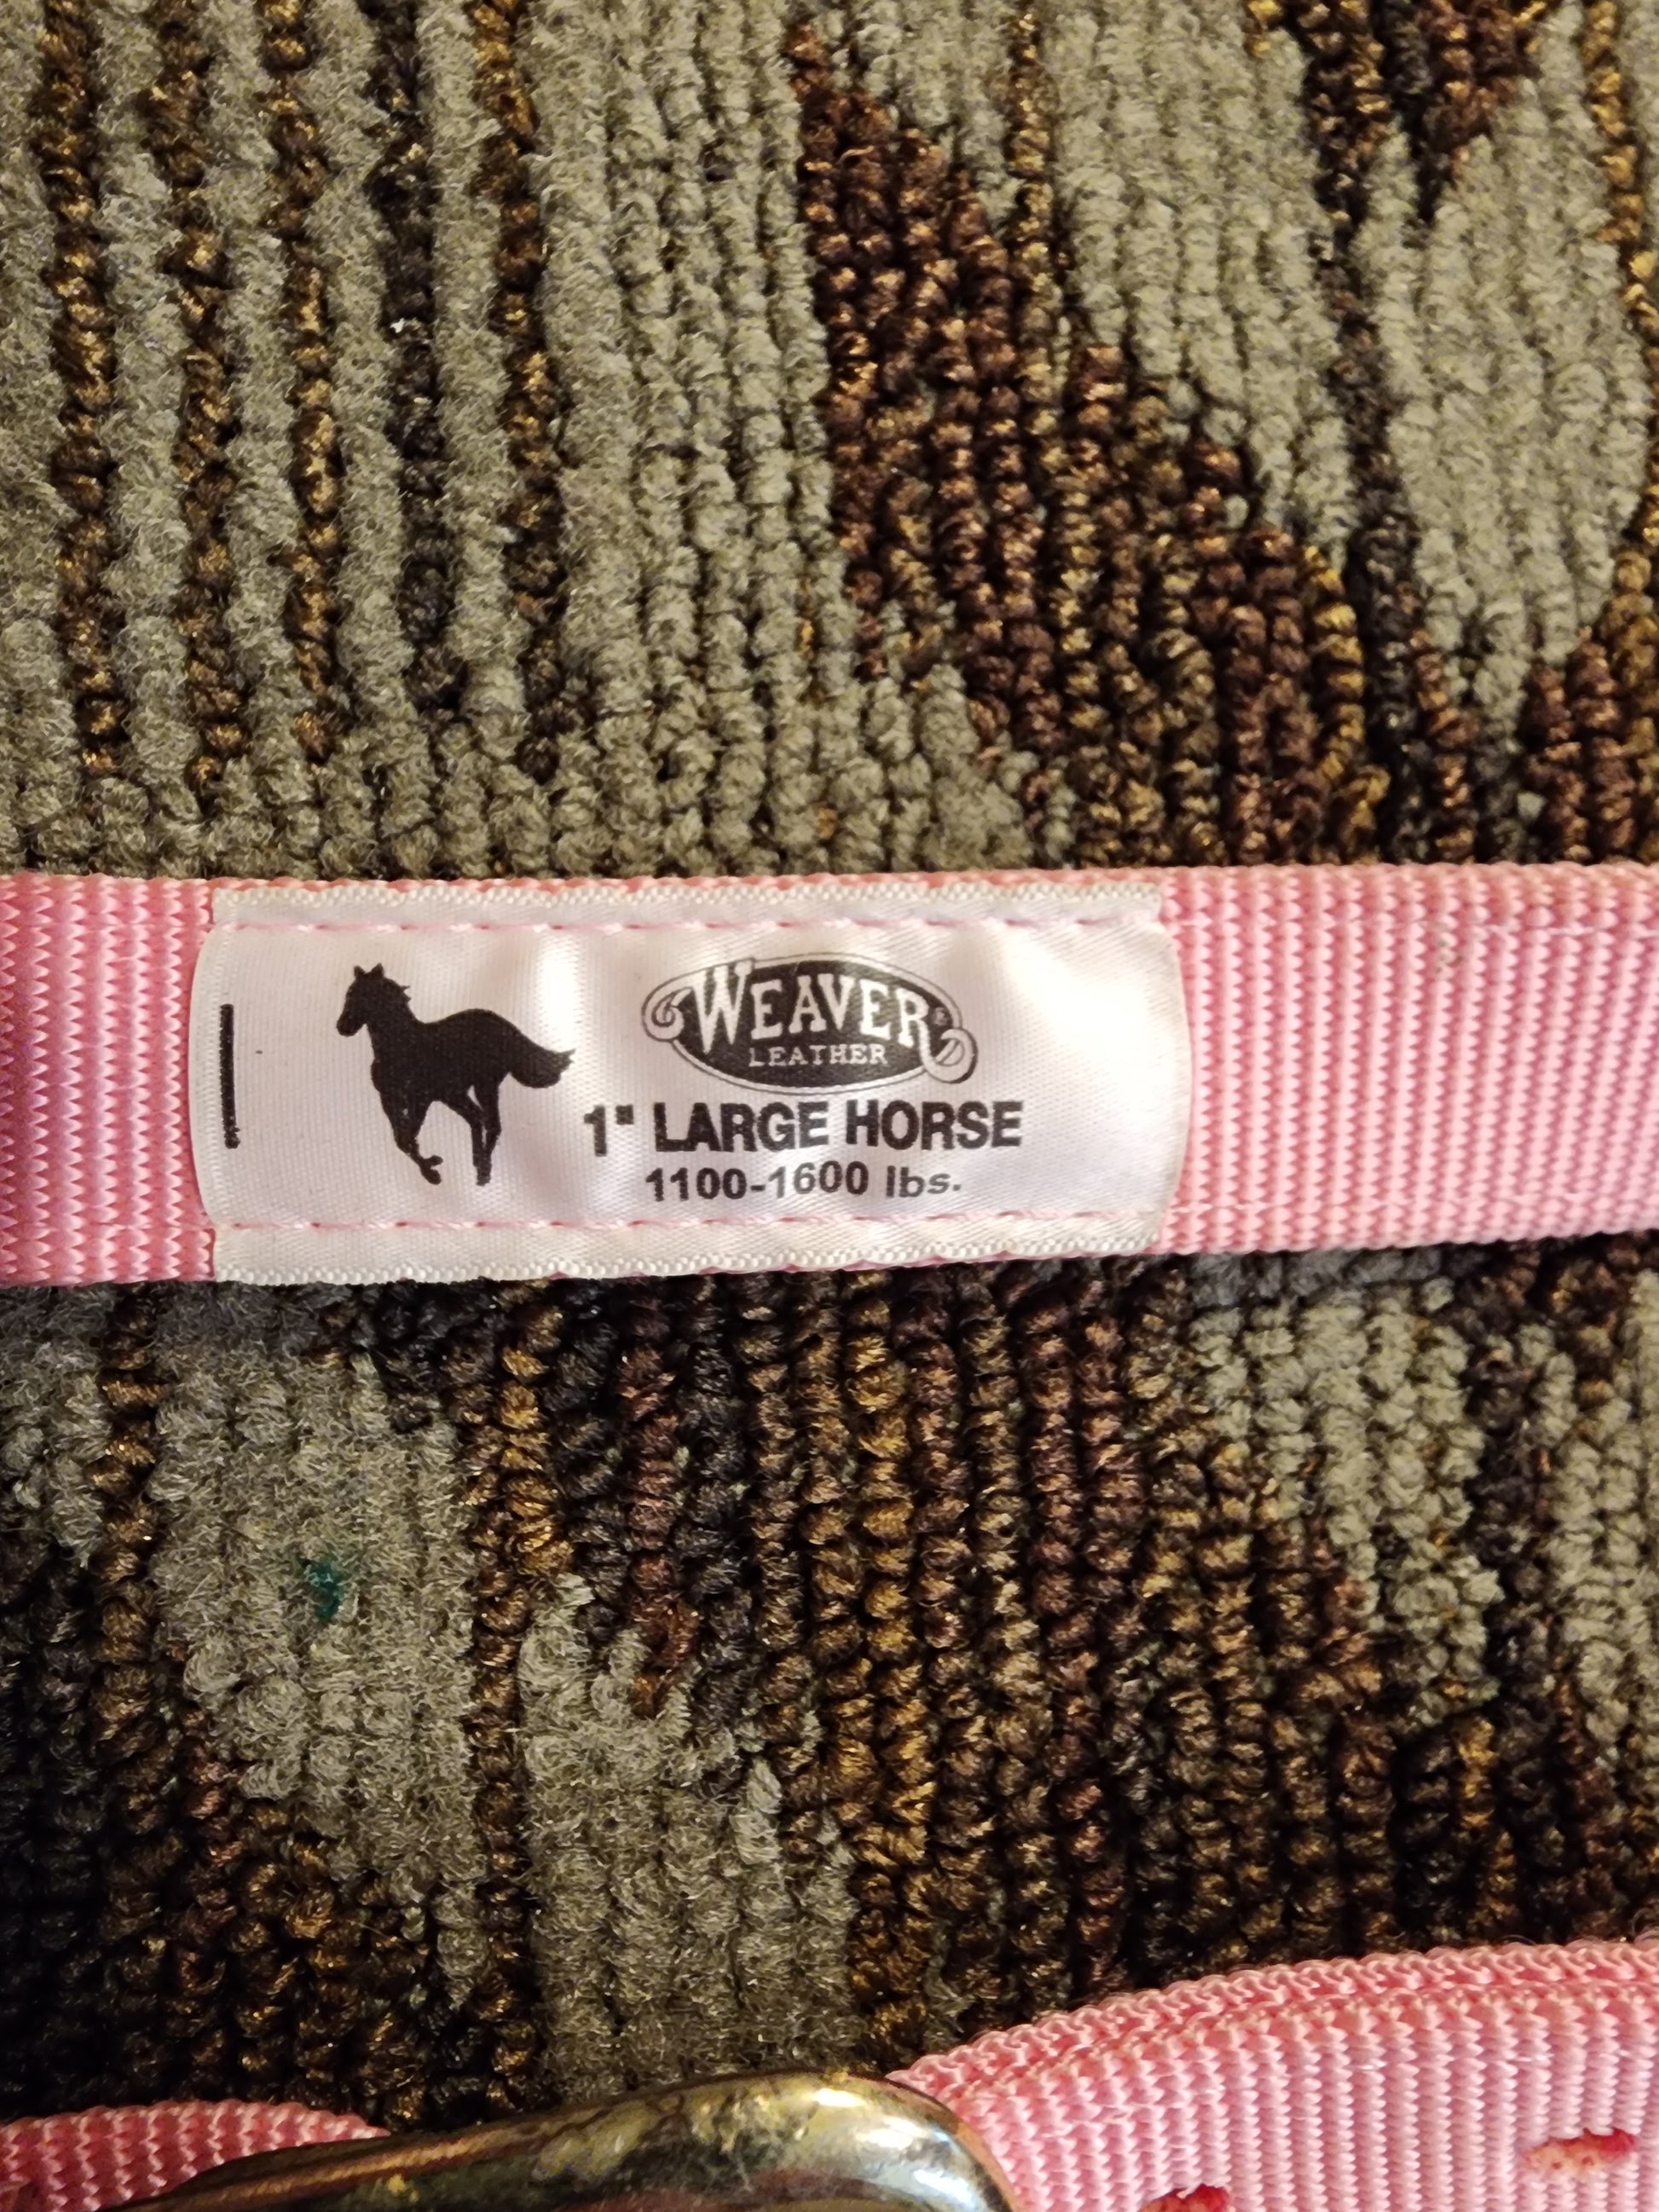 WEAVER®
LEATHER
1" LARGE HORSE
1100-1600 lbs.